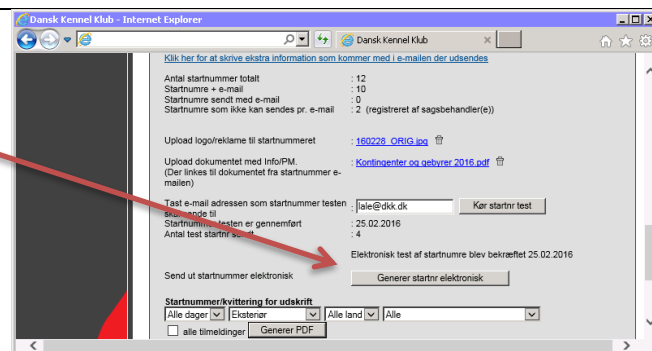 Dansk Kennel Klub - Internet Explorer
Dansk Kennel Klub
Klik her for at skrive ekstra information som kommer med i e-mailen der udsendes
Antal startnummer totalt : 12
Startnumre + e-mail : 10
Startnumre sendt med e-mail : 0
Startnumre som ikke kan sendes pr. e-mail : 2 (registreret af sagsbehandler(e))
Upload logo/reklame til startnummeret : 160228_ORIG.jpg
Upload dokumentet med Info/PM. : Kontingenter og gebyrer 2016.pdf
(Der linkes til dokumentet fra startnummer e-
mailen)
Tast e-mail adressen som startnummer testen : lale@dkk.dk Kør startnr test
skal sende til
Startnummer testen er gennemført : 25.02.2016
Antal test startnr sendt : 4
Elektronisk test af startnumre blev bekræftet 25.02.2016
Send ut startnummer elektronisk Generer startnr elektronisk
Startnummer/kvittering for udskrift
Alle dager Eksteriør Alle land Alle
alle tilmeldinger Generer PDF